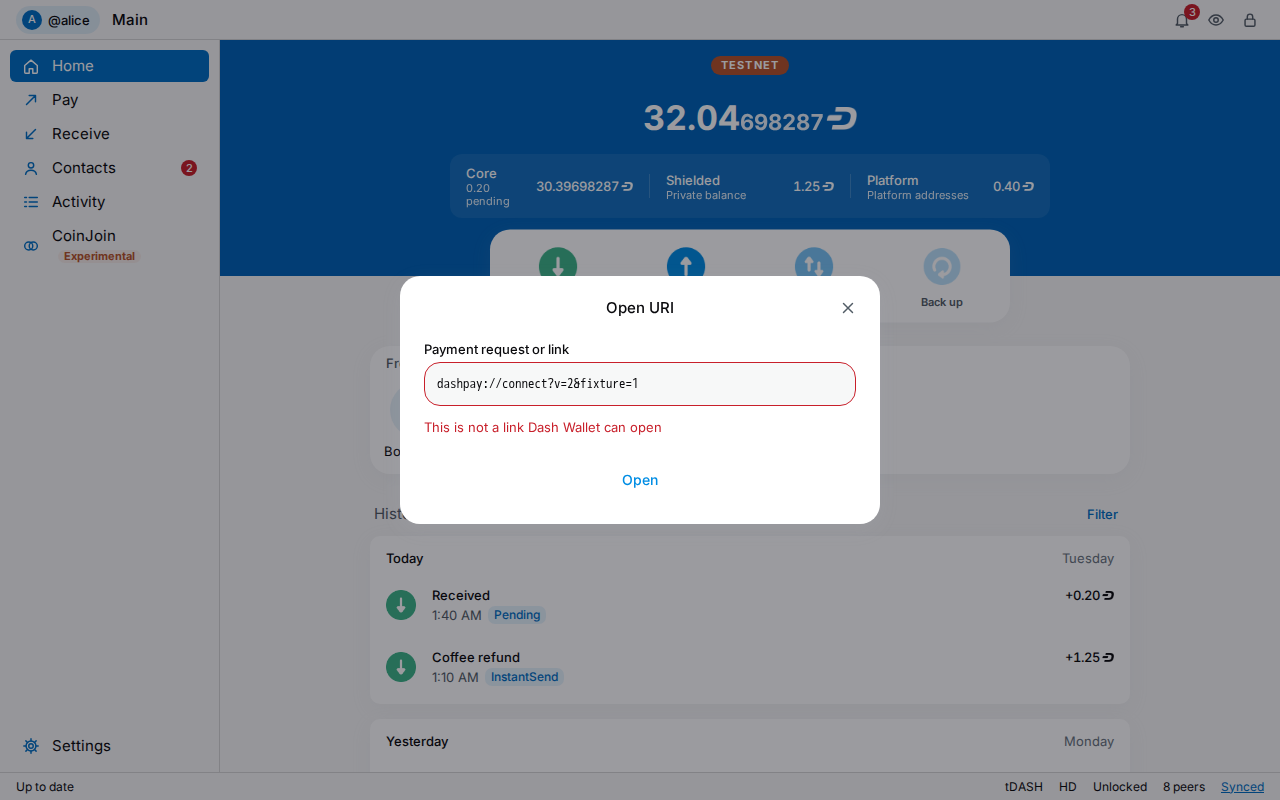 A @alice Main 3
Home
Pay
Receive
Contacts 2
Activity
CoinJoin
Experimental
Settings
TESTNET
32.04698287
Core
0.20 pending
30.39698287
Shielded
Private balance
1.25
Platform
Platform addresses
0.40
Back up
Open URI
Payment request or link
dashpay://connect?v=2&fixture=1
This is not a link Dash Wallet can open
Open
Filter
Today Tuesday
Received +0.20
1:40 AM Pending
Coffee refund +1.25
1:10 AM InstantSend
Yesterday Monday
Up to date tDASH HD Unlocked 8 peers Synced